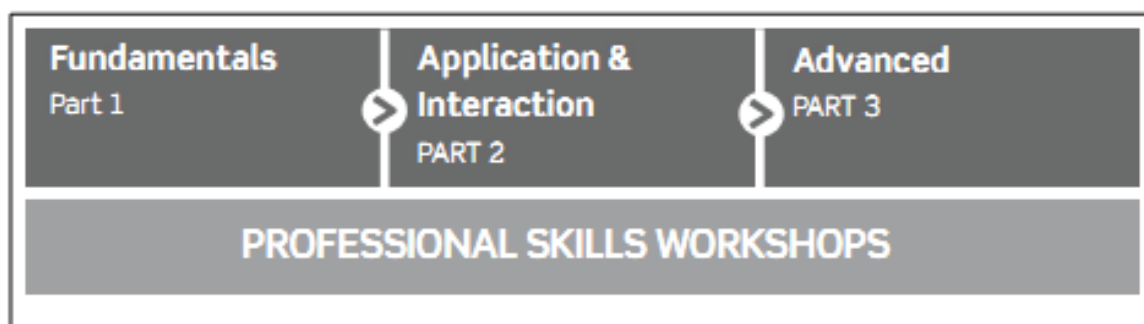 Fundamentals
Part 1
Application &
Interaction
PART 2
Advanced
PART 3
PROFESSIONAL SKILLS WORKSHOPS